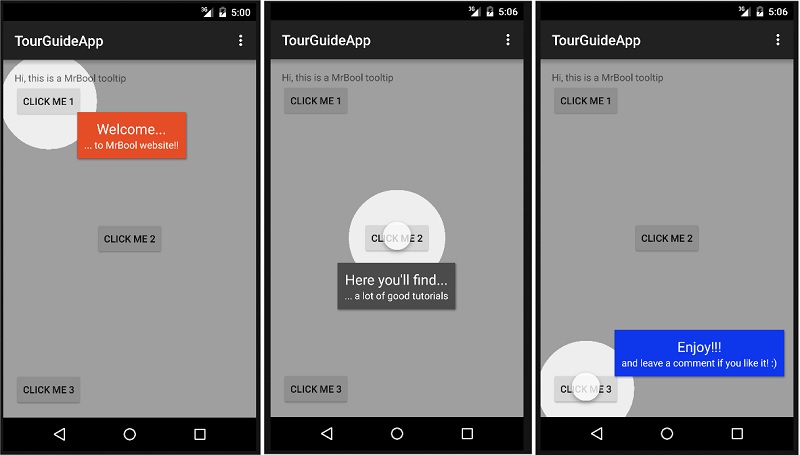 3G 5:00
TourGuideApp
Hi, this is a MrBool tooltip
CLICK ME 1
Welcome...
... to MrBool website!!
CLICK ME 2
CLICK ME 3
3G 5:06
TourGuideApp
Hi, this is a MrBool tooltip
CLICK ME 1
CLICK ME 2
Here you'll find...
... a lot of good tutorials
CLICK ME 3
3G 5:06
TourGuideApp
Hi, this is a MrBool tooltip
CLICK ME 1
CLICK ME 2
Enjoy!!!
and leave a comment if you like it! :)
CLICK ME 3